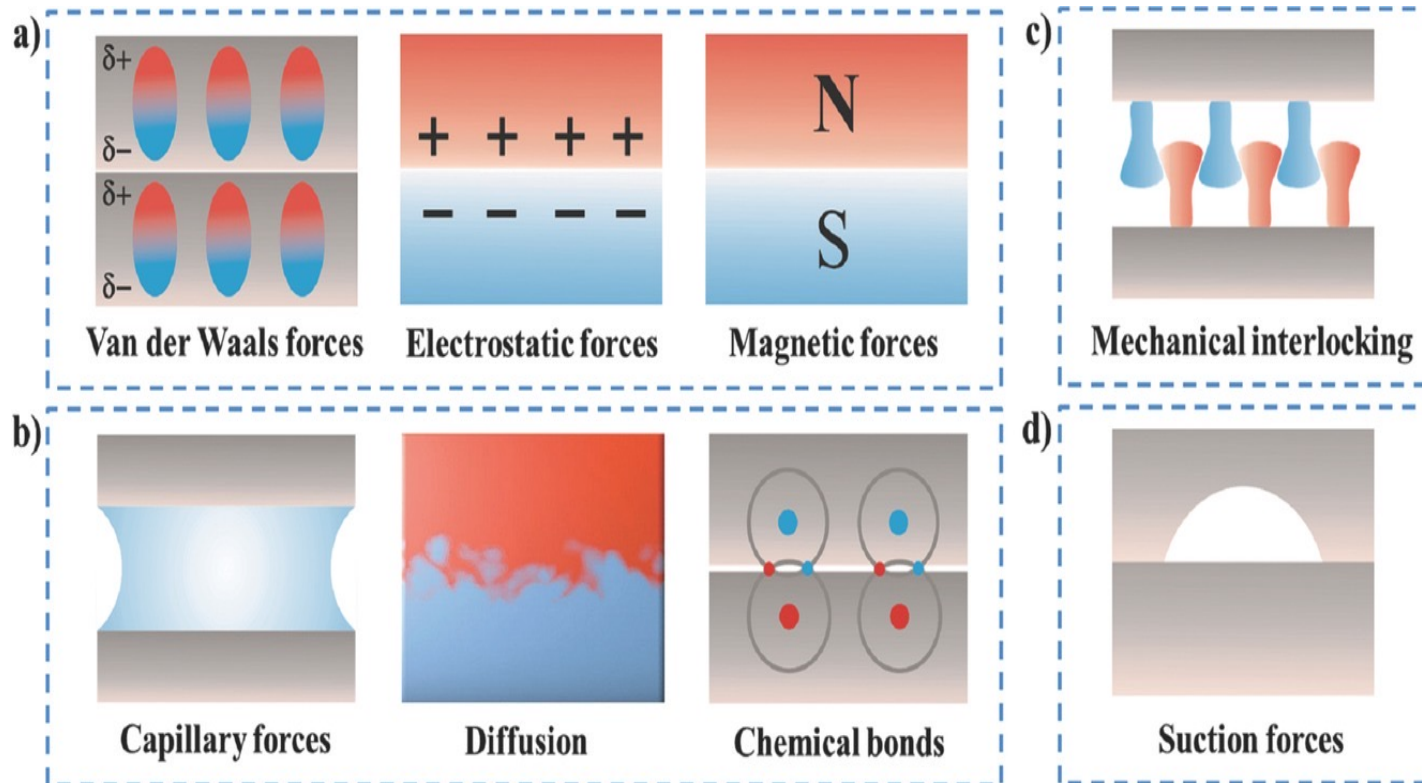 a)
δ+
δ−
δ+
δ−
+ + + +
− − − −
N
S
Van der Waals forces
Electrostatic forces
Magnetic forces
c)
Mechanical interlocking
b)
Capillary forces
Diffusion
Chemical bonds
d)
Suction forces